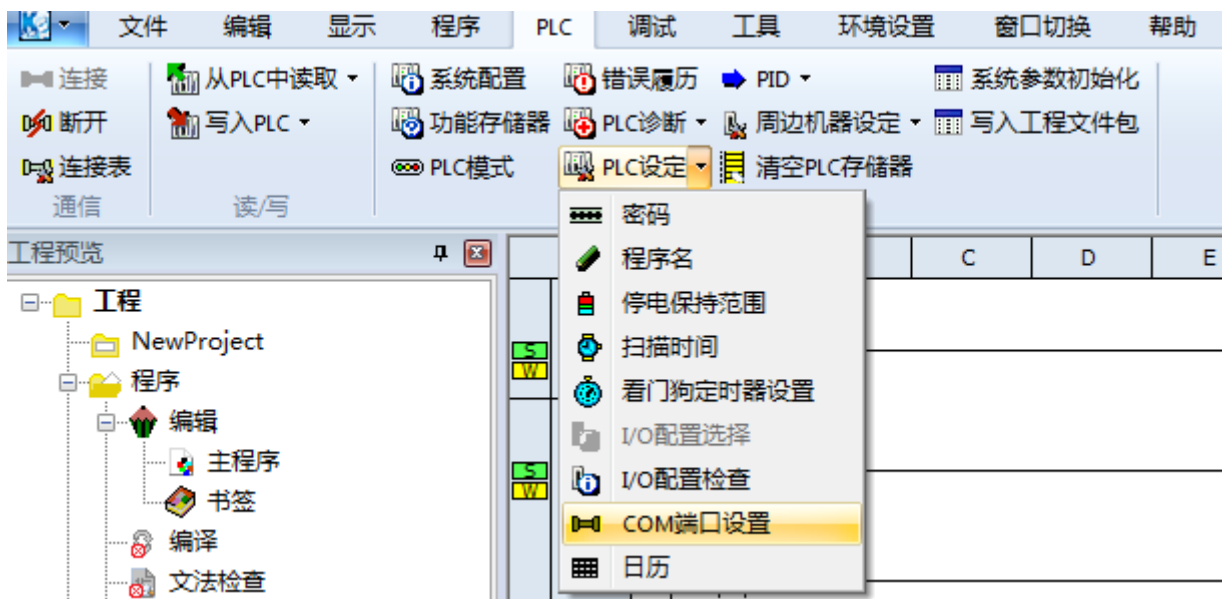 文件 编辑 显示 程序 PLC 调试 工具 环境设置 窗口切换 帮助
连接 从PLC中读取 系统配置 错误履历 PID 系统参数初始化
断开 写入PLC 功能存储器 PLC诊断 周边机器设定 写入工程文件包
连接表 PLC模式 PLC设定 清空PLC存储器
通信 读/写
密码
程序名
停电保持范围
扫描时间
看门狗定时器设置
I/O配置选择
I/O配置检查
COM端口设置
日历
工程预览
工程
NewProject
程序
编辑
主程序
书签
编译
文法检查
C D E
S
W
S
W